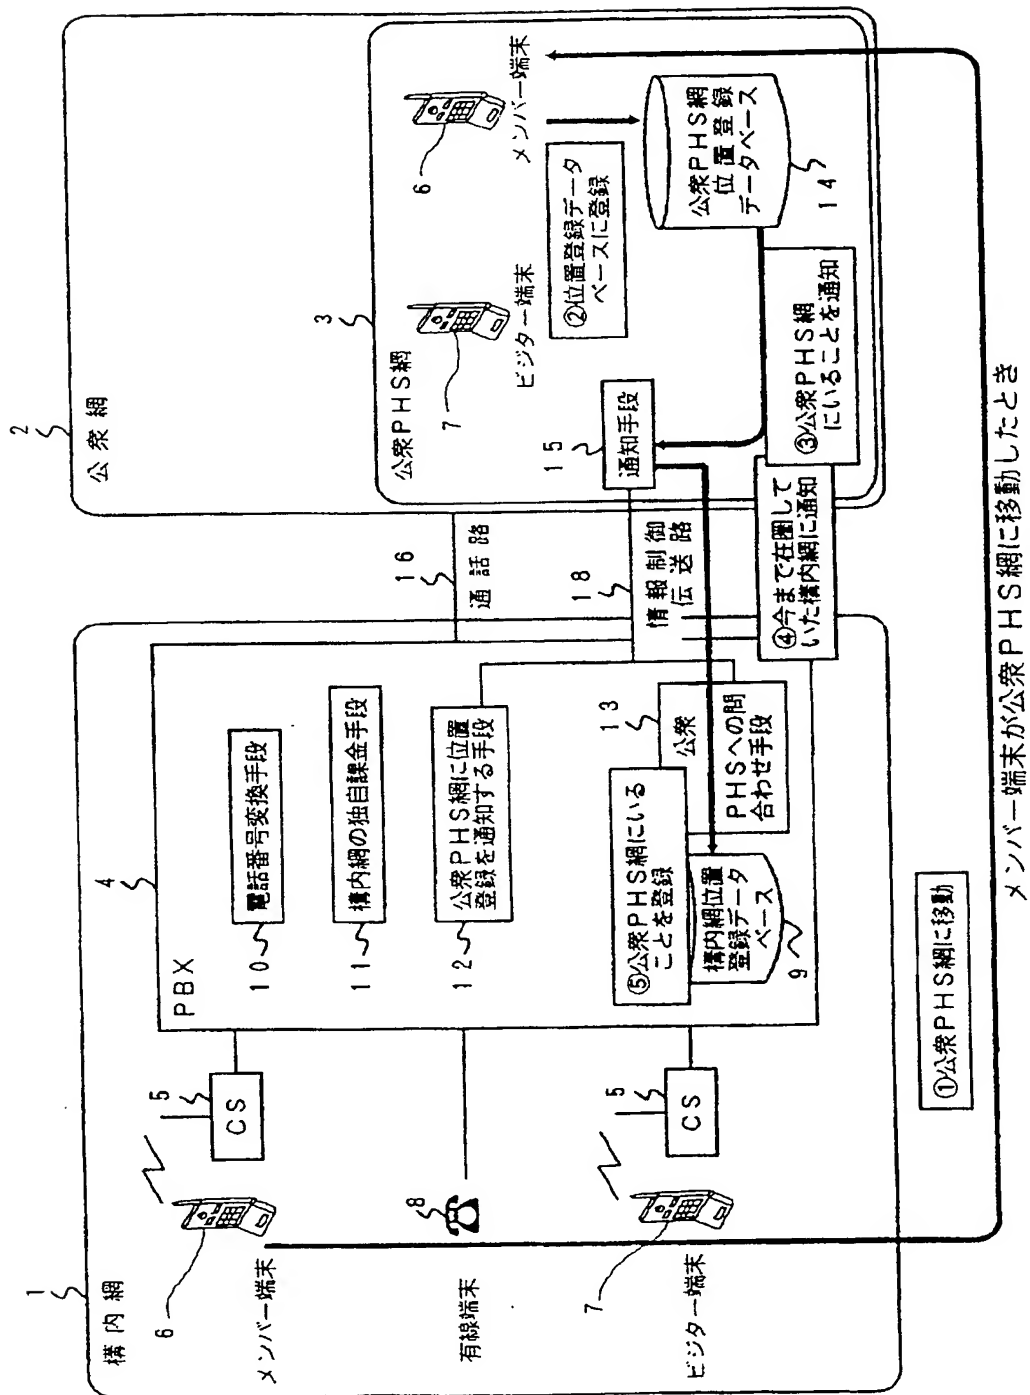 1
構内網
6
メンバー端末
8
有線端末
7
ビジター端末
5
CS
5
CS
4
PBX
10
電話番号変換手段
11
構内網の独自課金手段
12
公衆PHS網に位置
登録を通知する手段
13
公衆
PHSへの問
合わせ手段
⑤公衆PHS網にいる
ことを登録
構内網位置
登録データ
ベース
9
16
通話路
18
情報制御
伝送路
④今まで在圏して
いた構内網に通知
2
公衆網
3
公衆PHS網
7
ビジター端末
6
メンバー端末
②位置登録データ
ベースに登録
15
通知手段
公衆PHS網
位置登録
データベース
14
③公衆PHS網
にいることを通知
①公衆PHS網に移動
メンバー端末が公衆PHS網に移動したとき